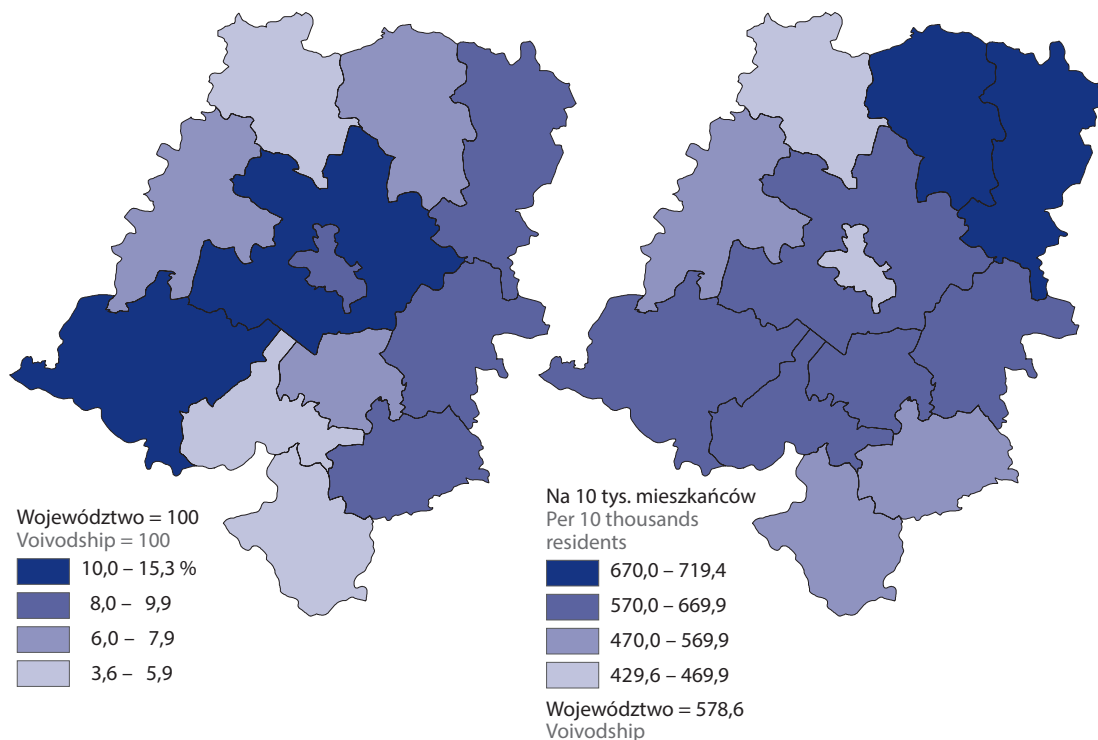 Województwo = 100
Voivodship = 100
10,0 – 15,3 %
8,0 – 9,9
6,0 – 7,9
3,6 – 5,9
Na 10 tys. mieszkańców
Per 10 thousands
residents
670,0 – 719,4
570,0 – 669,9
470,0 – 569,9
429,6 – 469,9
Województwo = 578,6
Voivodship